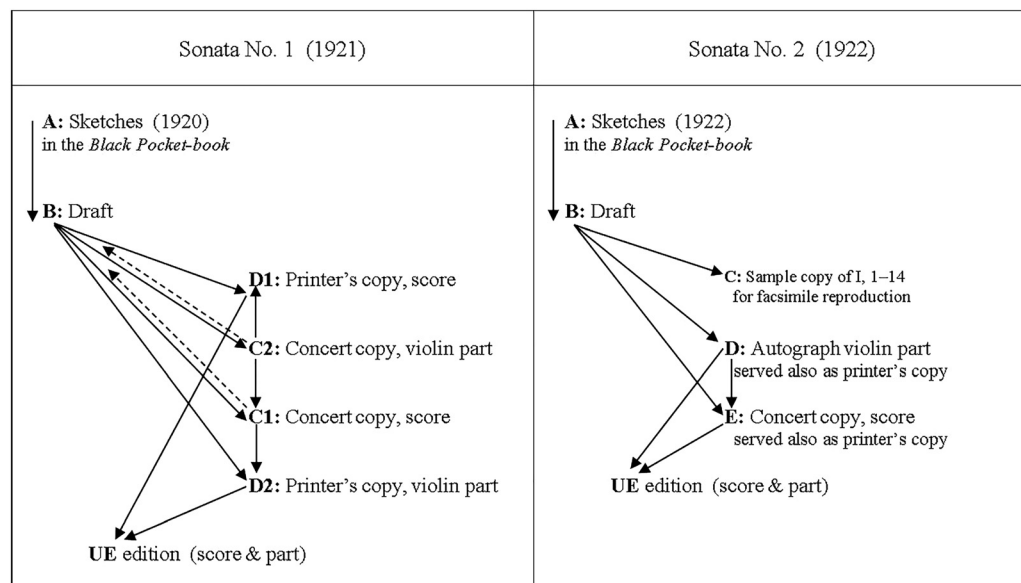 Sonata No. 1 (1921)
A: Sketches (1920)
in the Black Pocket-book
B: Draft
D1: Printer's copy, score
C2: Concert copy, violin part
C1: Concert copy, score
D2: Printer's copy, violin part
UE edition (score & part)
Sonata No. 2 (1922)
A: Sketches (1922)
in the Black Pocket-book
B: Draft
C: Sample copy of I, 1–14
for facsimile reproduction
D: Autograph violin part
served also as printer's copy
E: Concert copy, score
served also as printer's copy
UE edition (score & part)